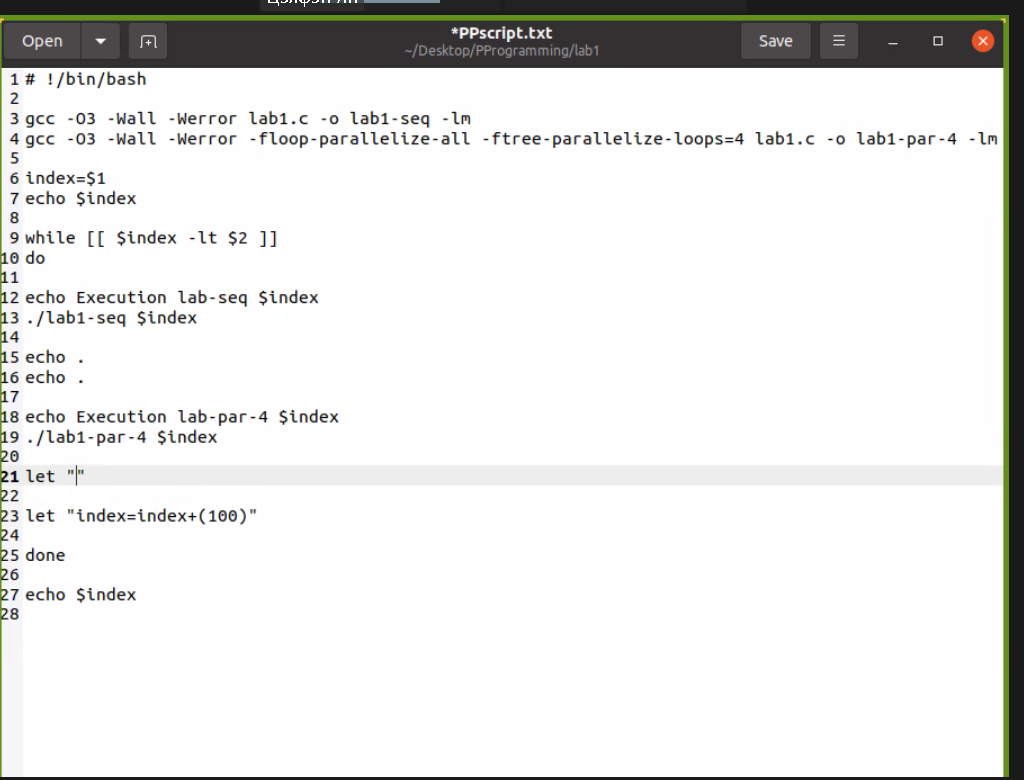 Open
*PPscript.txt
~/Desktop/PProgramming/lab1
Save
1 # !/bin/bash
2
3 gcc -O3 -Wall -Werror lab1.c -o lab1-seq -lm
4 gcc -O3 -Wall -Werror -floop-parallelize-all -ftree-parallelize-loops=4 lab1.c -o lab1-par-4 -lm
5
6 index=$1
7 echo $index
8
9 while [[ $index -lt $2 ]]
10 do
11
12 echo Execution lab-seq $index
13 ./lab1-seq $index
14
15 echo .
16 echo .
17
18 echo Execution lab-par-4 $index
19 ./lab1-par-4 $index
20
21 let ""
22
23 let "index=index+(100)"
24
25 done
26
27 echo $index
28